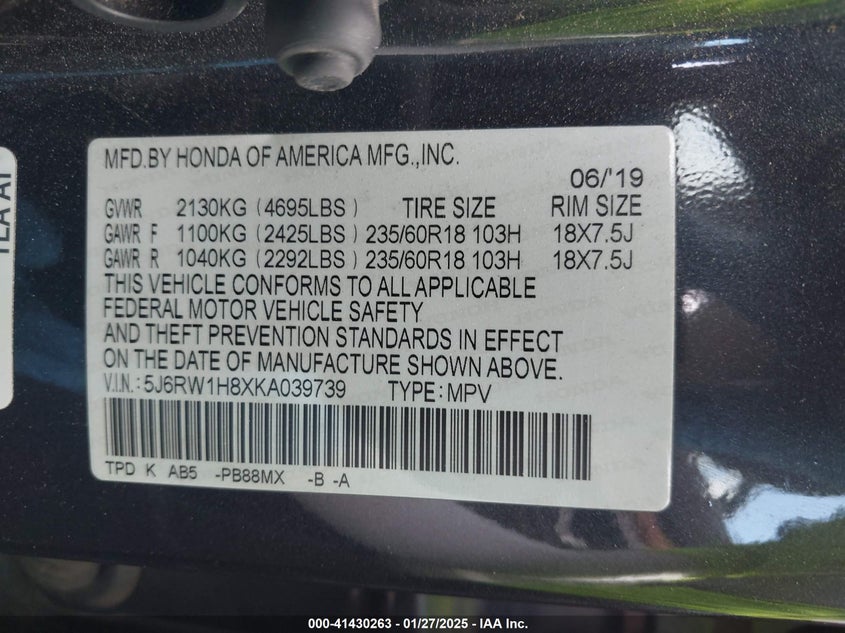 MFD.BY HONDA OF AMERICA MFG.,INC.
06/'19
GVWR 2130KG (4695LBS) TIRE SIZE RIM SIZE
GAWR F 1100KG (2425LBS) 235/60R18 103H 18X7.5J
GAWR R 1040KG (2292LBS) 235/60R18 103H 18X7.5J
THIS VEHICLE CONFORMS TO ALL APPLICABLE
FEDERAL MOTOR VEHICLE SAFETY
AND THEFT PREVENTION STANDARDS IN EFFECT
ON THE DATE OF MANUFACTURE SHOWN ABOVE.
V.I.N.: 5J6RW1H8XKA039739 TYPE: MPV
TPD K AB5 -PB88MX -B -A
000-41430263 - 01/27/2025 - IAA Inc.